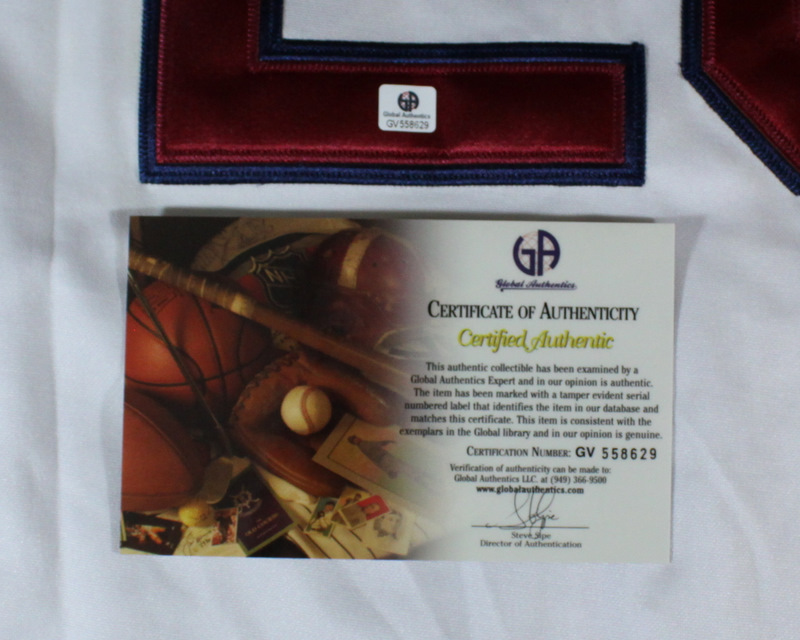 GA
Global Authentics
GV558629
GA
Global Authentics
CERTIFICATE OF AUTHENTICITY
Certified Authentic
This authentic collectible has been examined by a
Global Authentics Expert and in our opinion is authentic.
The item has been marked with a tamper evident serial
numbered label that identifies the item in our database and
matches this certificate. This item is consistent with the
exemplars in the Global library and in our opinion is genuine.
CERTIFICATION NUMBER: GV 558629
Verification of authenticity can be made to:
Global Authentics LLC. at (949) 366-9500
www.globalauthentics.com
Steve Sipe
Director of Authentication